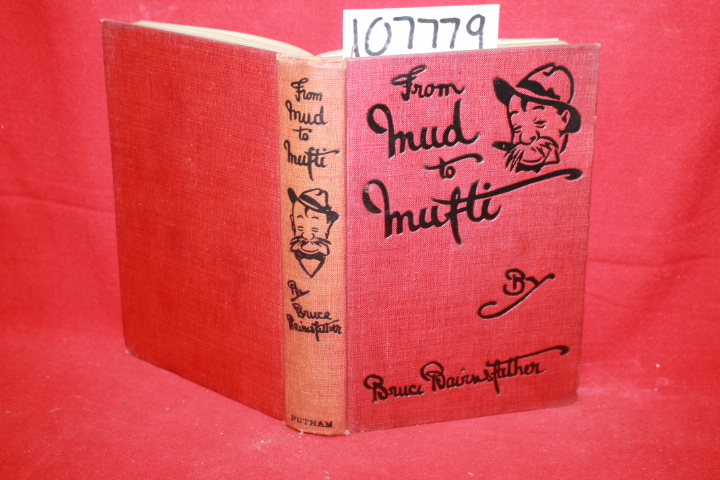 107779
From
Mud
to
Mufti
By
Bruce
Bairnsfather
PUTNAM
From
Mud
to
Mufti
By
Bruce Bairnsfather